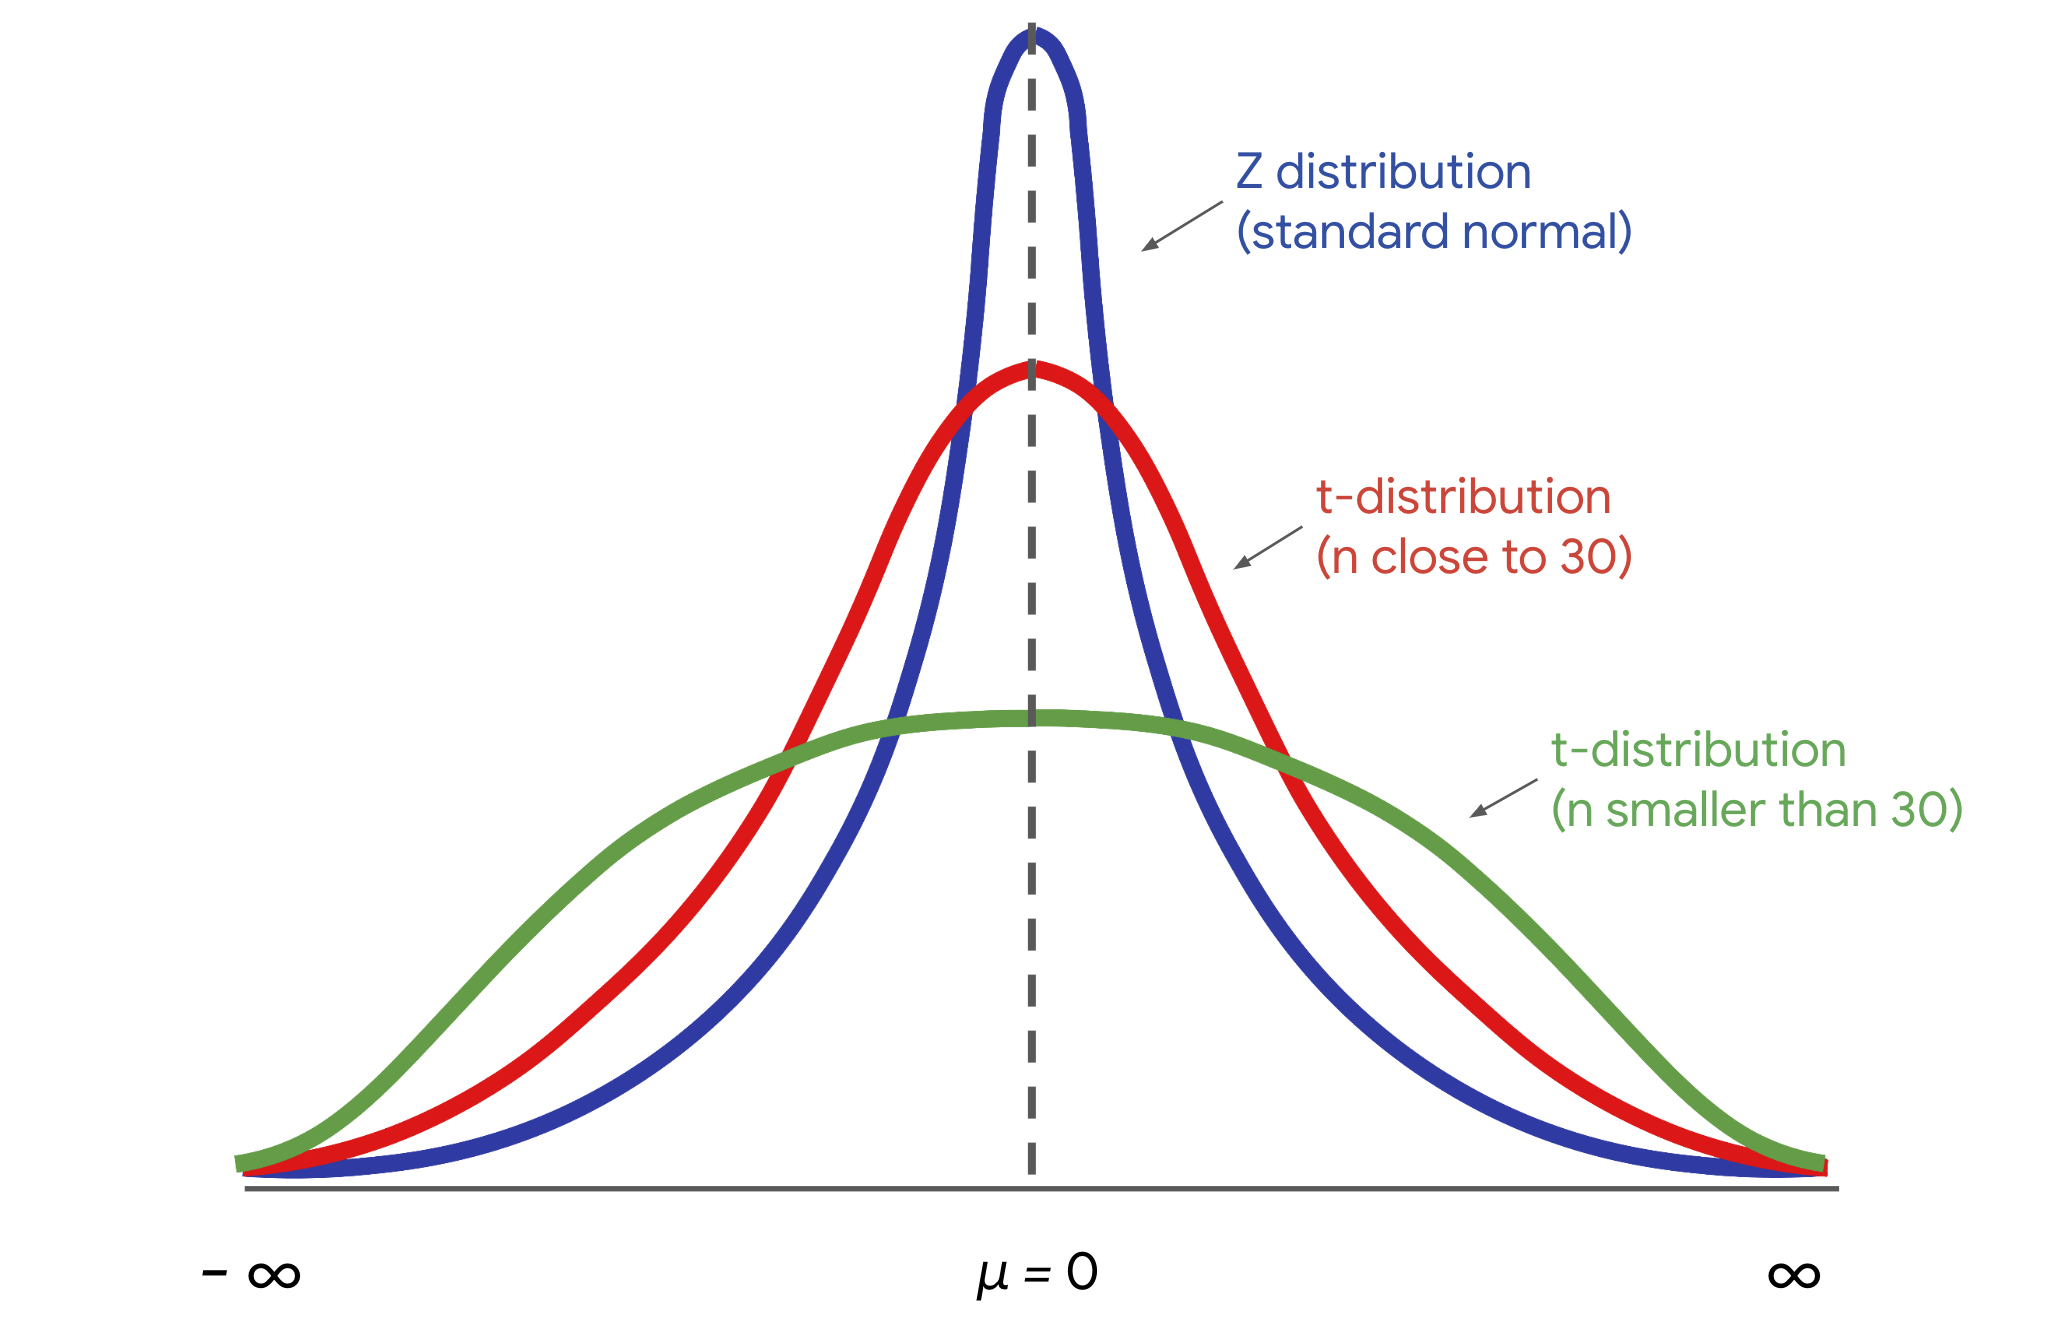 Z distribution
(standard normal)
t-distribution
(n close to 30)
t-distribution
(n smaller than 30)
- ∞
μ = 0
∞